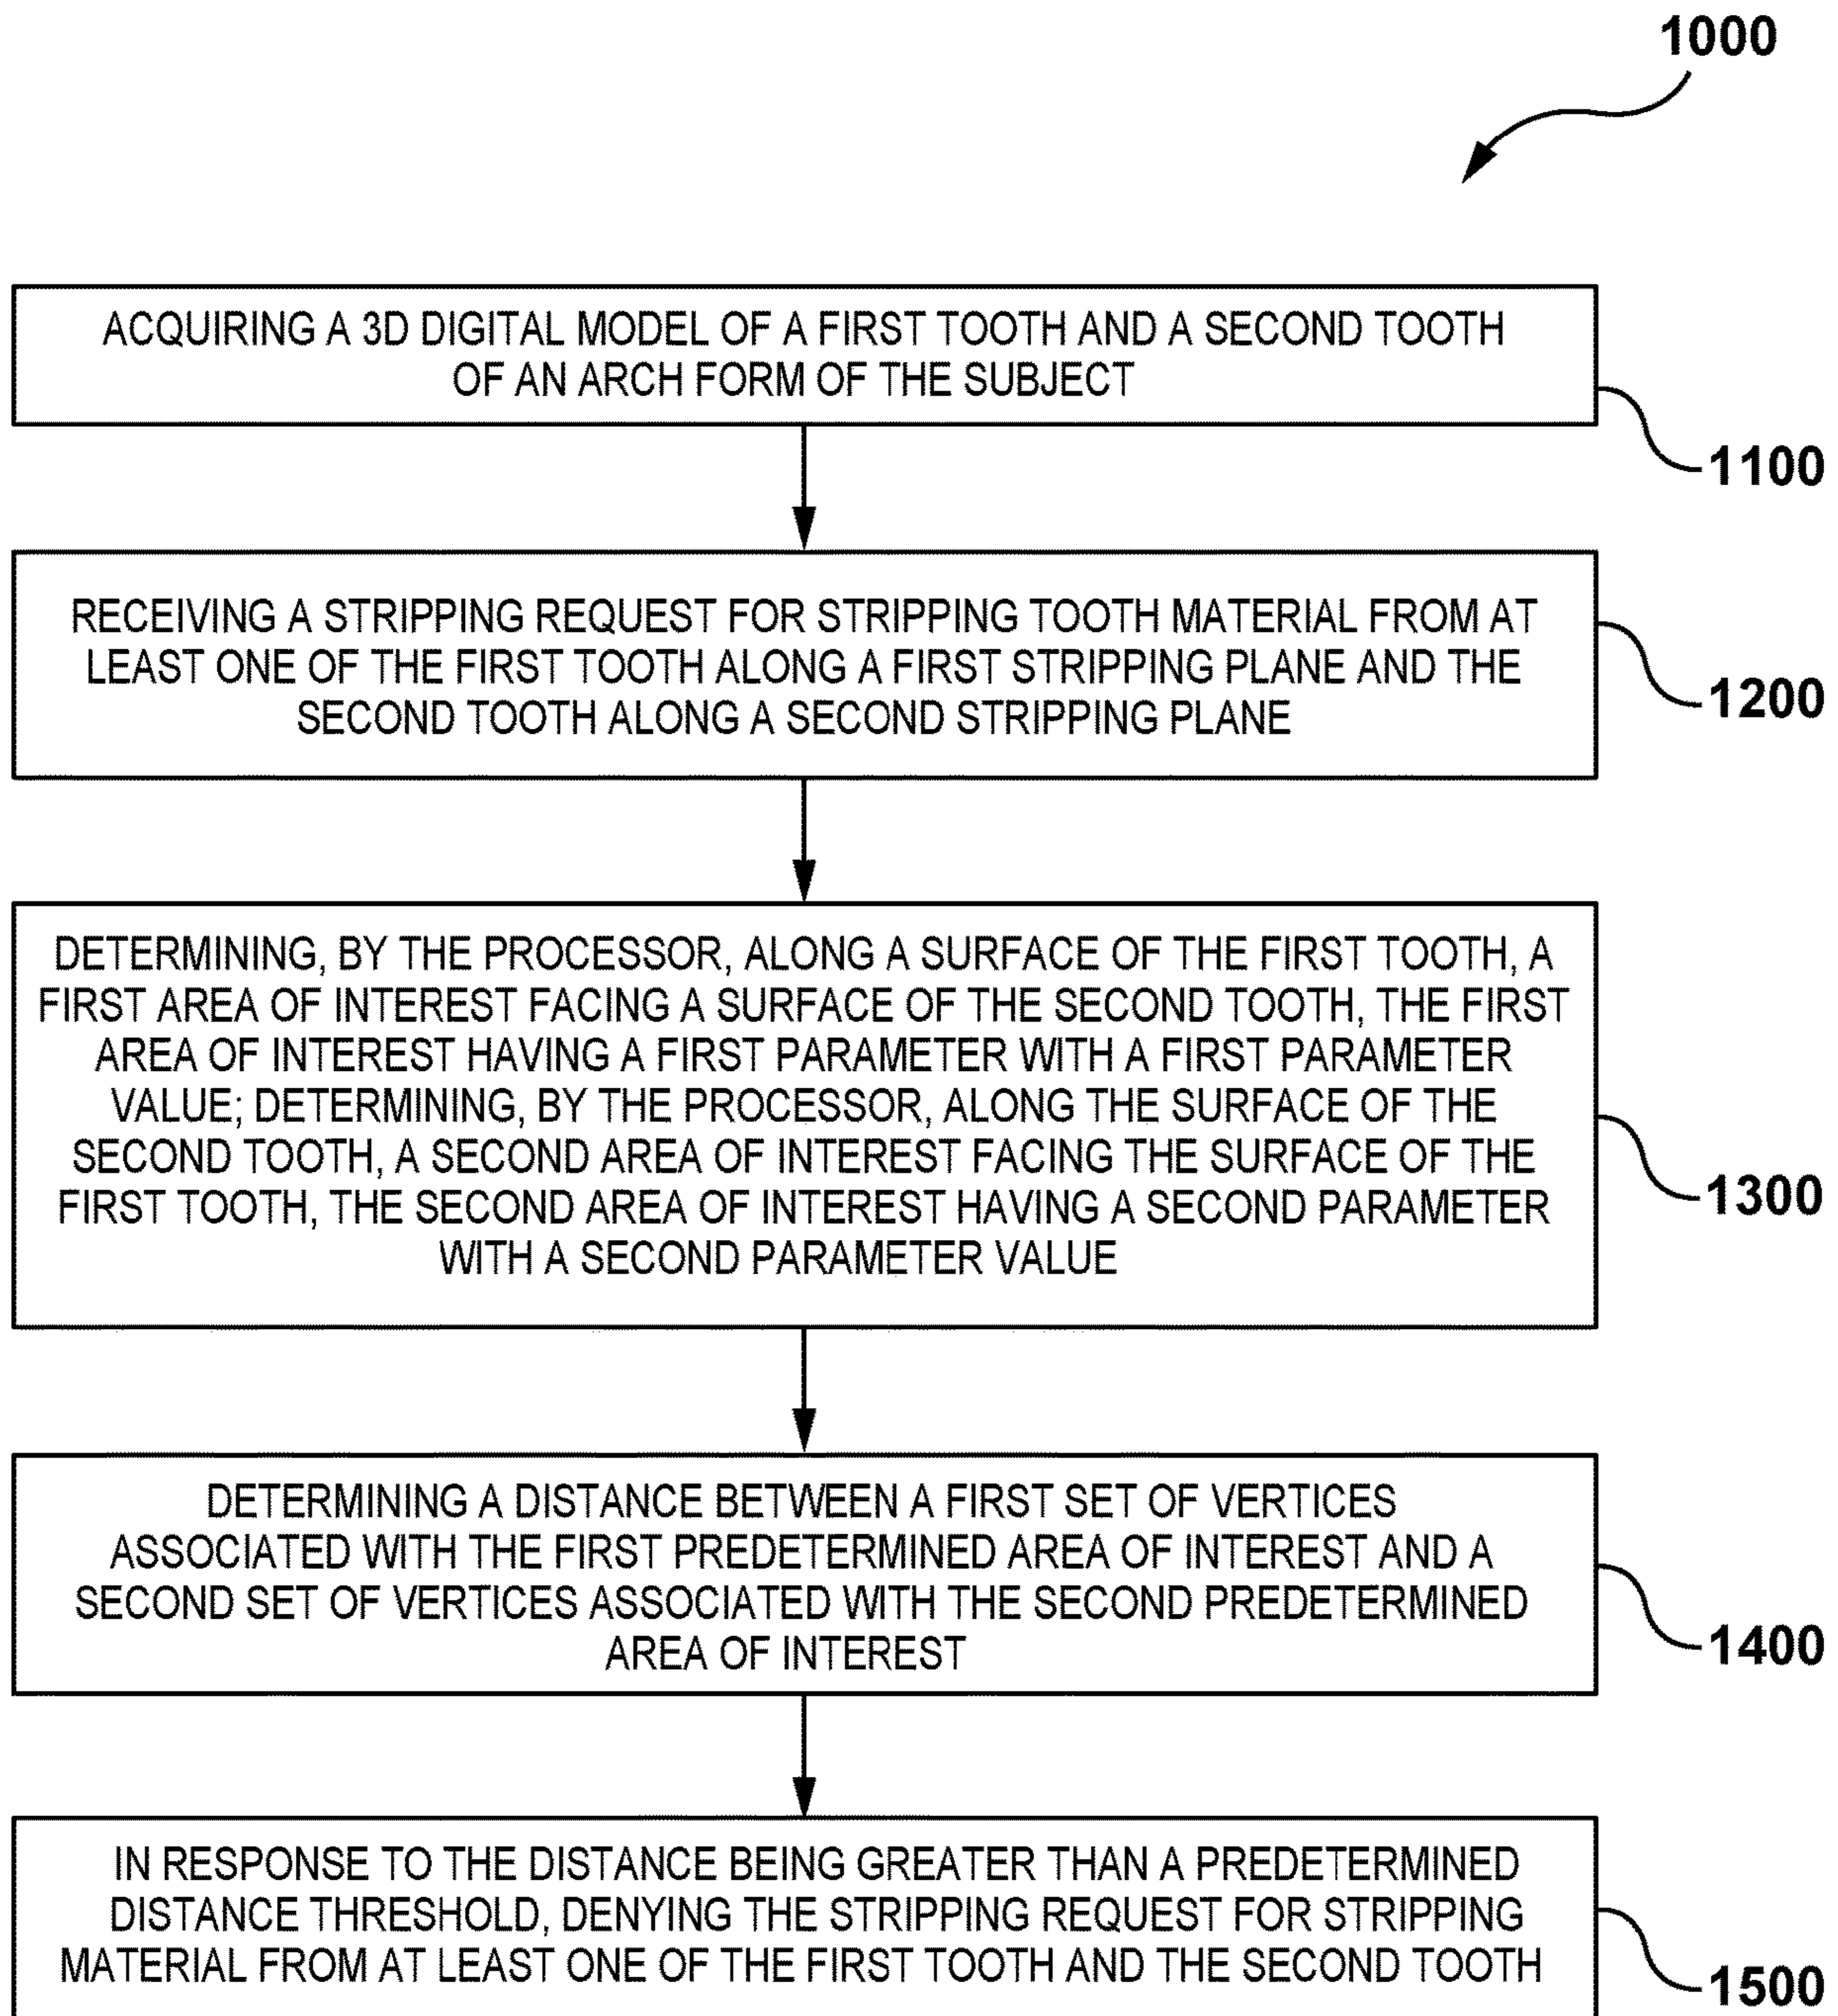 1000
ACQUIRING A 3D DIGITAL MODEL OF A FIRST TOOTH AND A SECOND TOOTH
OF AN ARCH FORM OF THE SUBJECT
1100
RECEIVING A STRIPPING REQUEST FOR STRIPPING TOOTH MATERIAL FROM AT
LEAST ONE OF THE FIRST TOOTH ALONG A FIRST STRIPPING PLANE AND THE
SECOND TOOTH ALONG A SECOND STRIPPING PLANE
1200
DETERMINING, BY THE PROCESSOR, ALONG A SURFACE OF THE FIRST TOOTH, A
FIRST AREA OF INTEREST FACING A SURFACE OF THE SECOND TOOTH, THE FIRST
AREA OF INTEREST HAVING A FIRST PARAMETER WITH A FIRST PARAMETER
VALUE; DETERMINING, BY THE PROCESSOR, ALONG THE SURFACE OF THE
SECOND TOOTH, A SECOND AREA OF INTEREST FACING THE SURFACE OF THE
FIRST TOOTH, THE SECOND AREA OF INTEREST HAVING A SECOND PARAMETER
WITH A SECOND PARAMETER VALUE
1300
DETERMINING A DISTANCE BETWEEN A FIRST SET OF VERTICES
ASSOCIATED WITH THE FIRST PREDETERMINED AREA OF INTEREST AND A
SECOND SET OF VERTICES ASSOCIATED WITH THE SECOND PREDETERMINED
AREA OF INTEREST
1400
IN RESPONSE TO THE DISTANCE BEING GREATER THAN A PREDETERMINED
DISTANCE THRESHOLD, DENYING THE STRIPPING REQUEST FOR STRIPPING
MATERIAL FROM AT LEAST ONE OF THE FIRST TOOTH AND THE SECOND TOOTH
1500